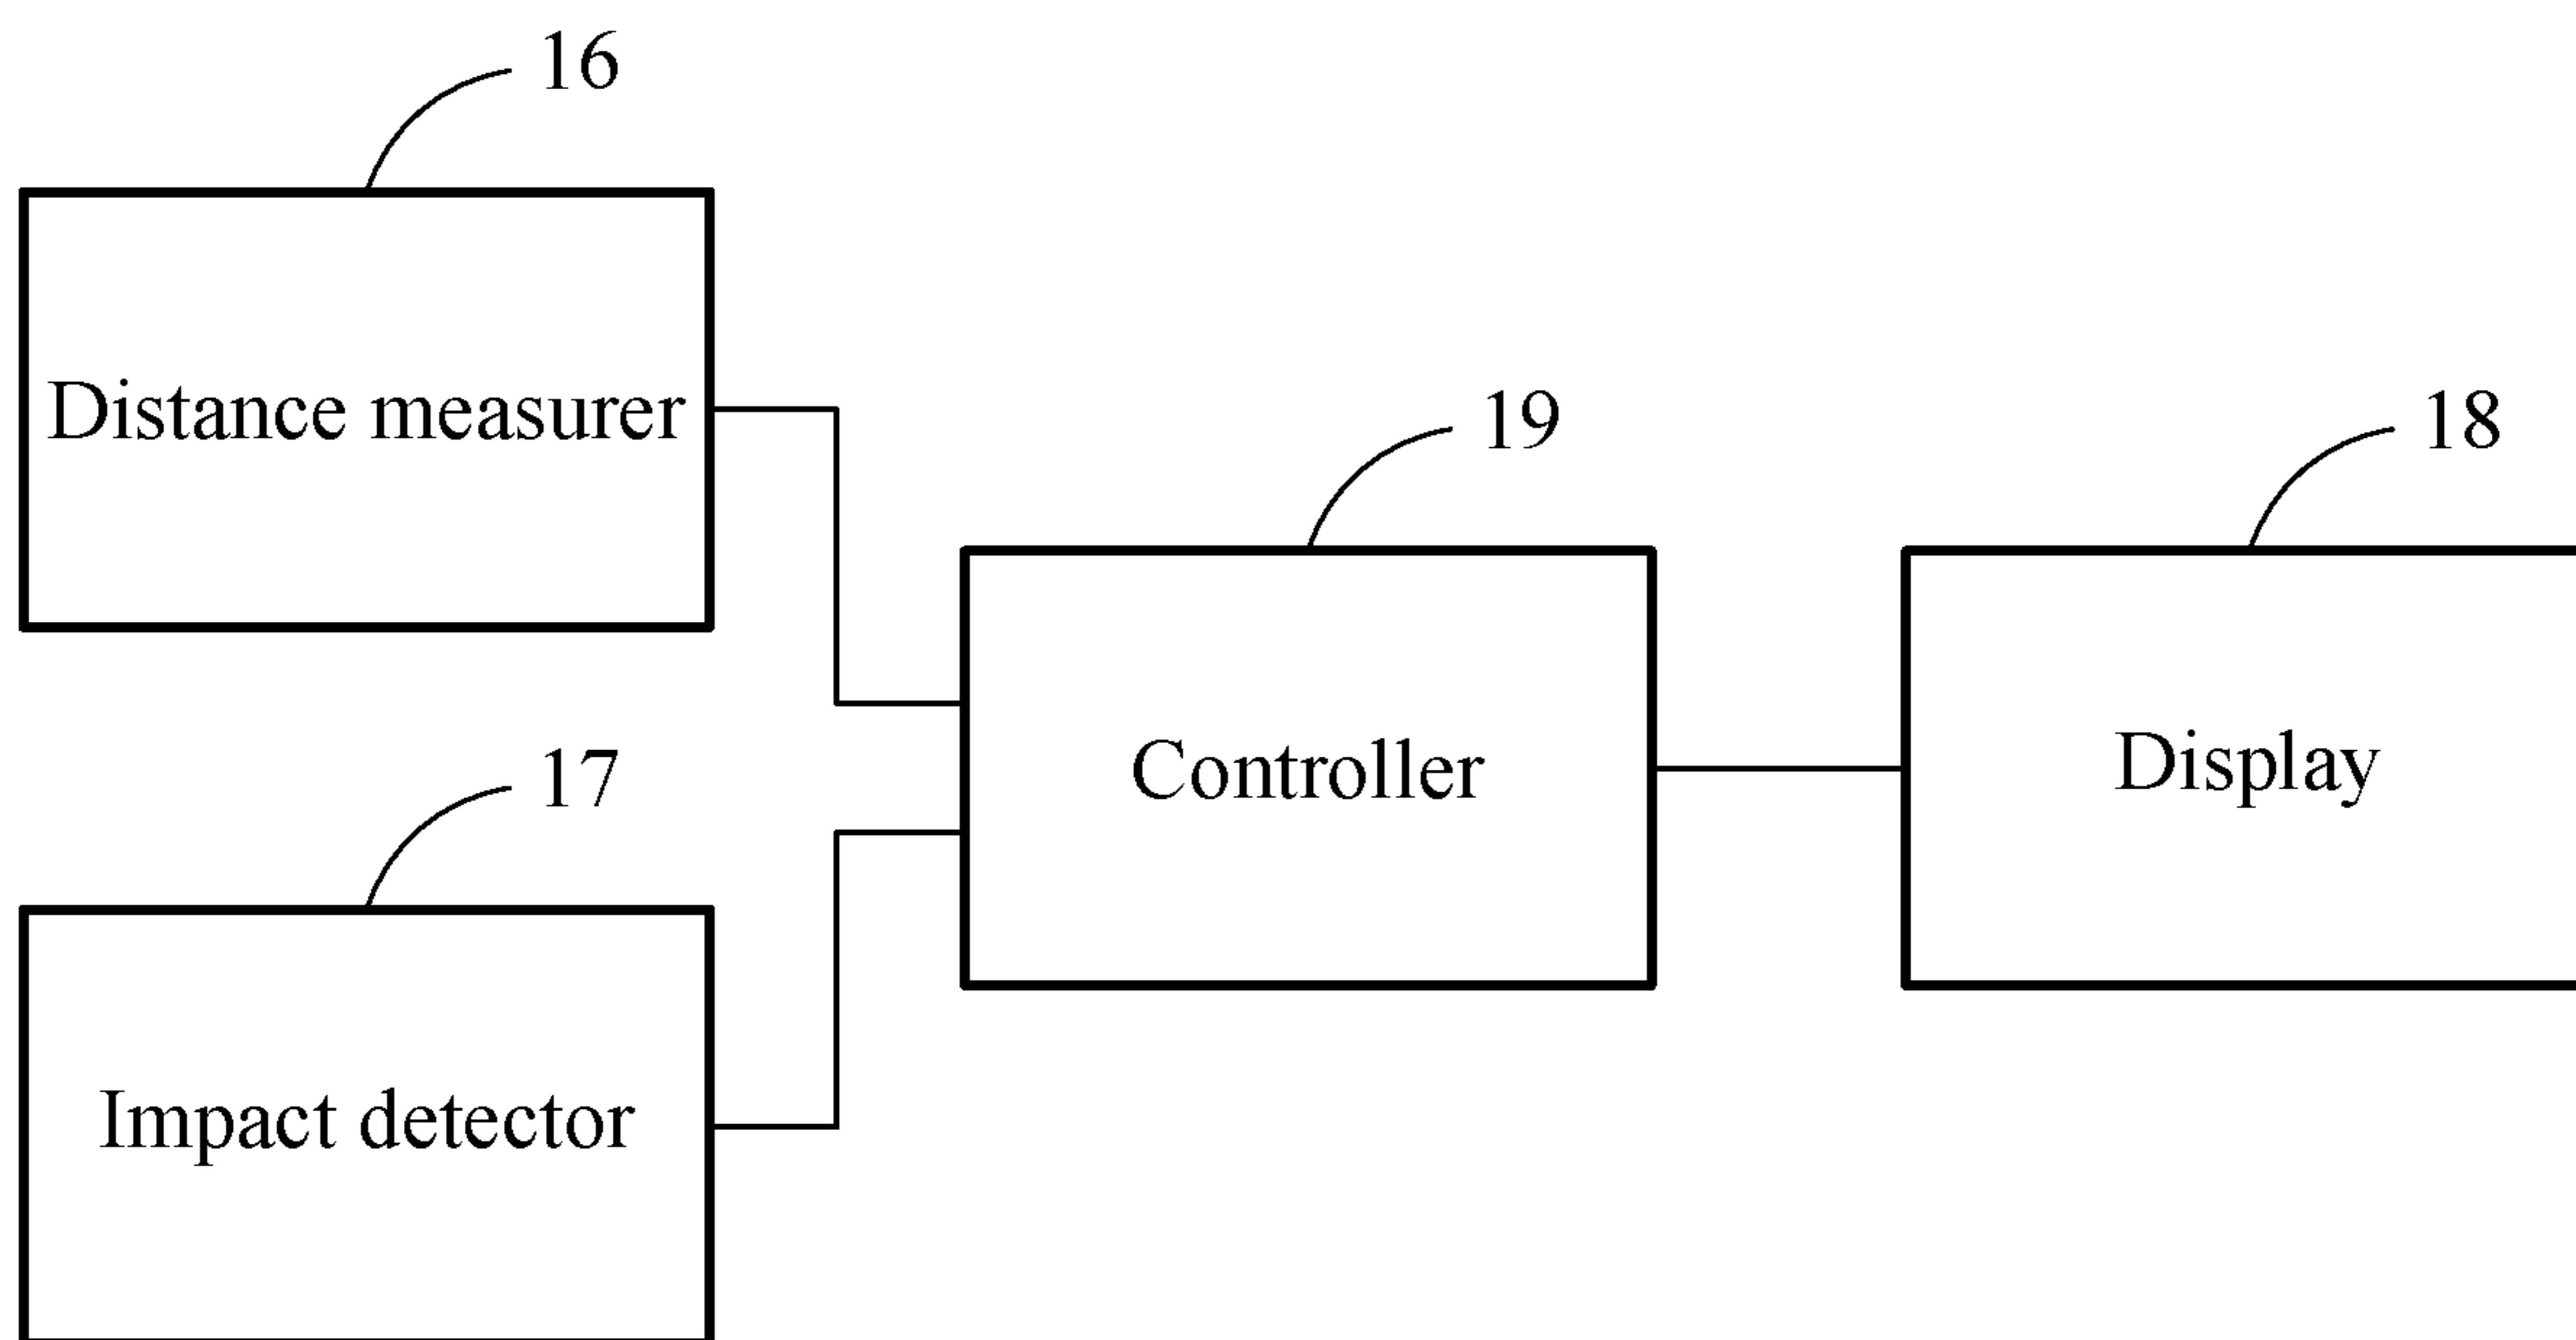 16
Distance measurer
19
18
Controller
Display
17
Impact detector